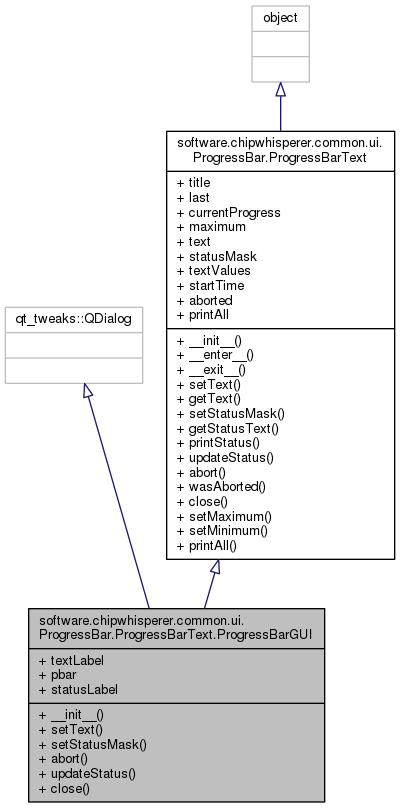 object
software.chipwhisperer.common.ui.
ProgressBar.ProgressBarText
+ title
+ last
+ currentProgress
+ maximum
+ text
+ statusMask
+ textValues
+ startTime
+ aborted
+ printAll
+ __init__()
+ __enter__()
+ __exit__()
+ setText()
+ getText()
+ setStatusMask()
+ getStatusText()
+ printStatus()
+ updateStatus()
+ abort()
+ wasAborted()
+ close()
+ setMaximum()
+ setMinimum()
+ printAll()
qt_tweaks::QDialog
software.chipwhisperer.common.ui.
ProgressBar.ProgressBarText.ProgressBarGUI
+ textLabel
+ pbar
+ statusLabel
+ __init__()
+ setText()
+ setStatusMask()
+ abort()
+ updateStatus()
+ close()